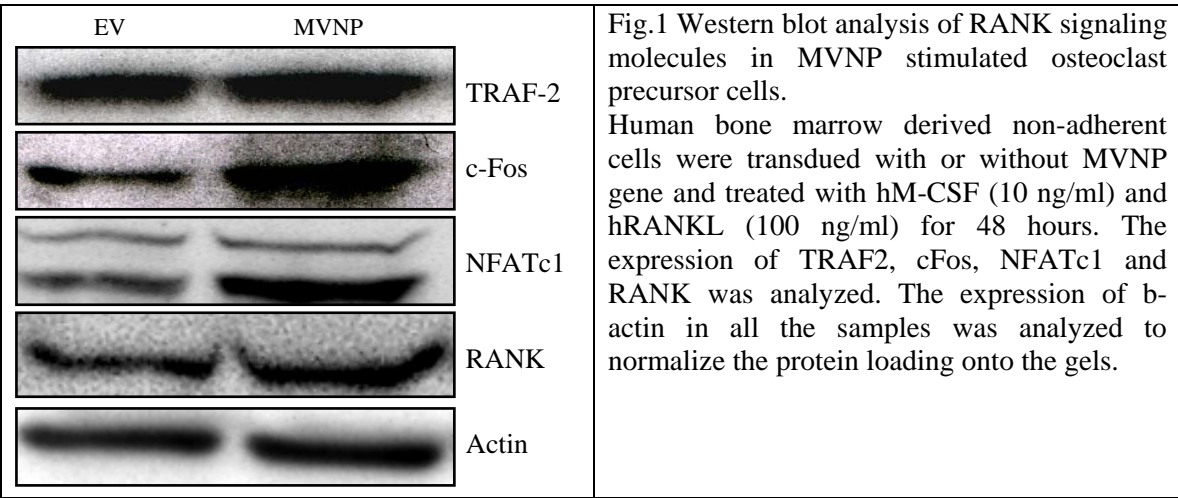 EV MVNP
TRAF-2
c-Fos
NFATc1
RANK
Actin
Fig.1 Western blot analysis of RANK signaling
molecules in MVNP stimulated osteoclast
precursor cells.
Human bone marrow derived non-adherent
cells were transdued with or without MVNP
gene and treated with hM-CSF (10 ng/ml) and
hRANKL (100 ng/ml) for 48 hours. The
expression of TRAF2, cFos, NFATc1 and
RANK was analyzed. The expression of b-
actin in all the samples was analyzed to
normalize the protein loading onto the gels.